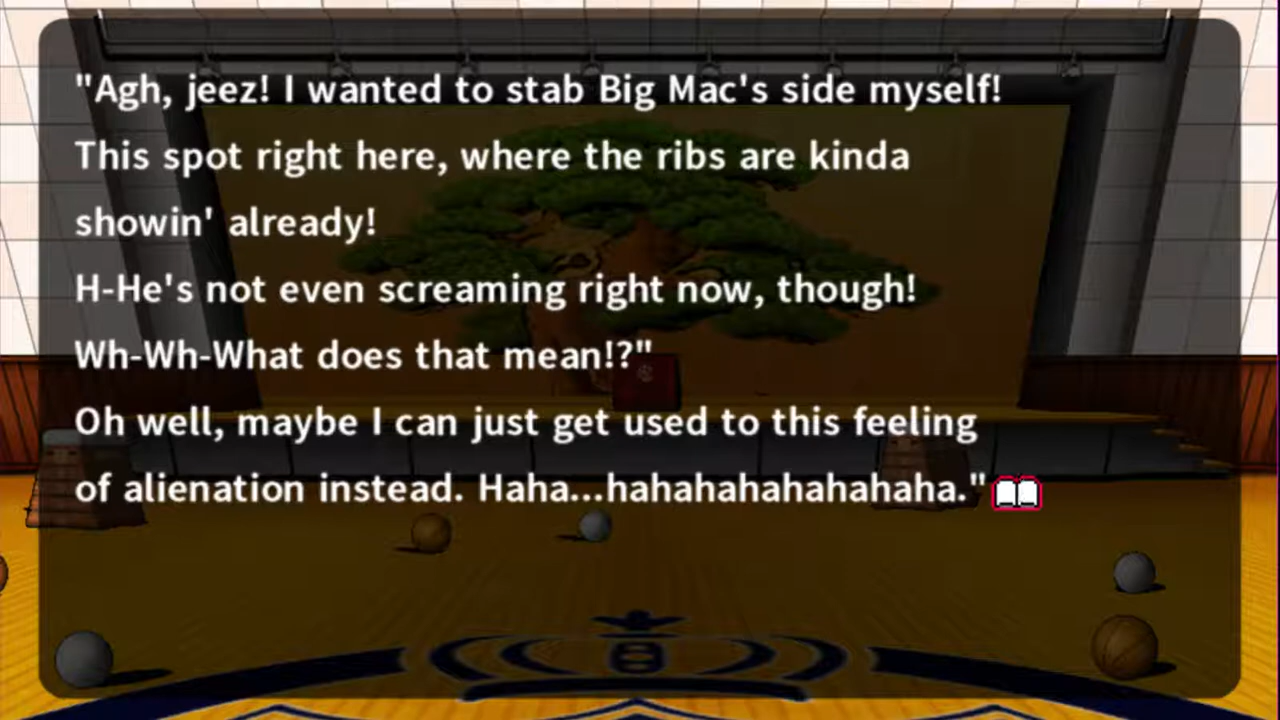 "Agh, jeez! I wanted to stab Big Mac's side myself!
This spot right here, where the ribs are kinda
showin' already!
H-He's not even screaming right now, though!
Wh-Wh-What does that mean!?"
Oh well, maybe I can just get used to this feeling
of alienation instead. Haha...hahahahahahahaha."